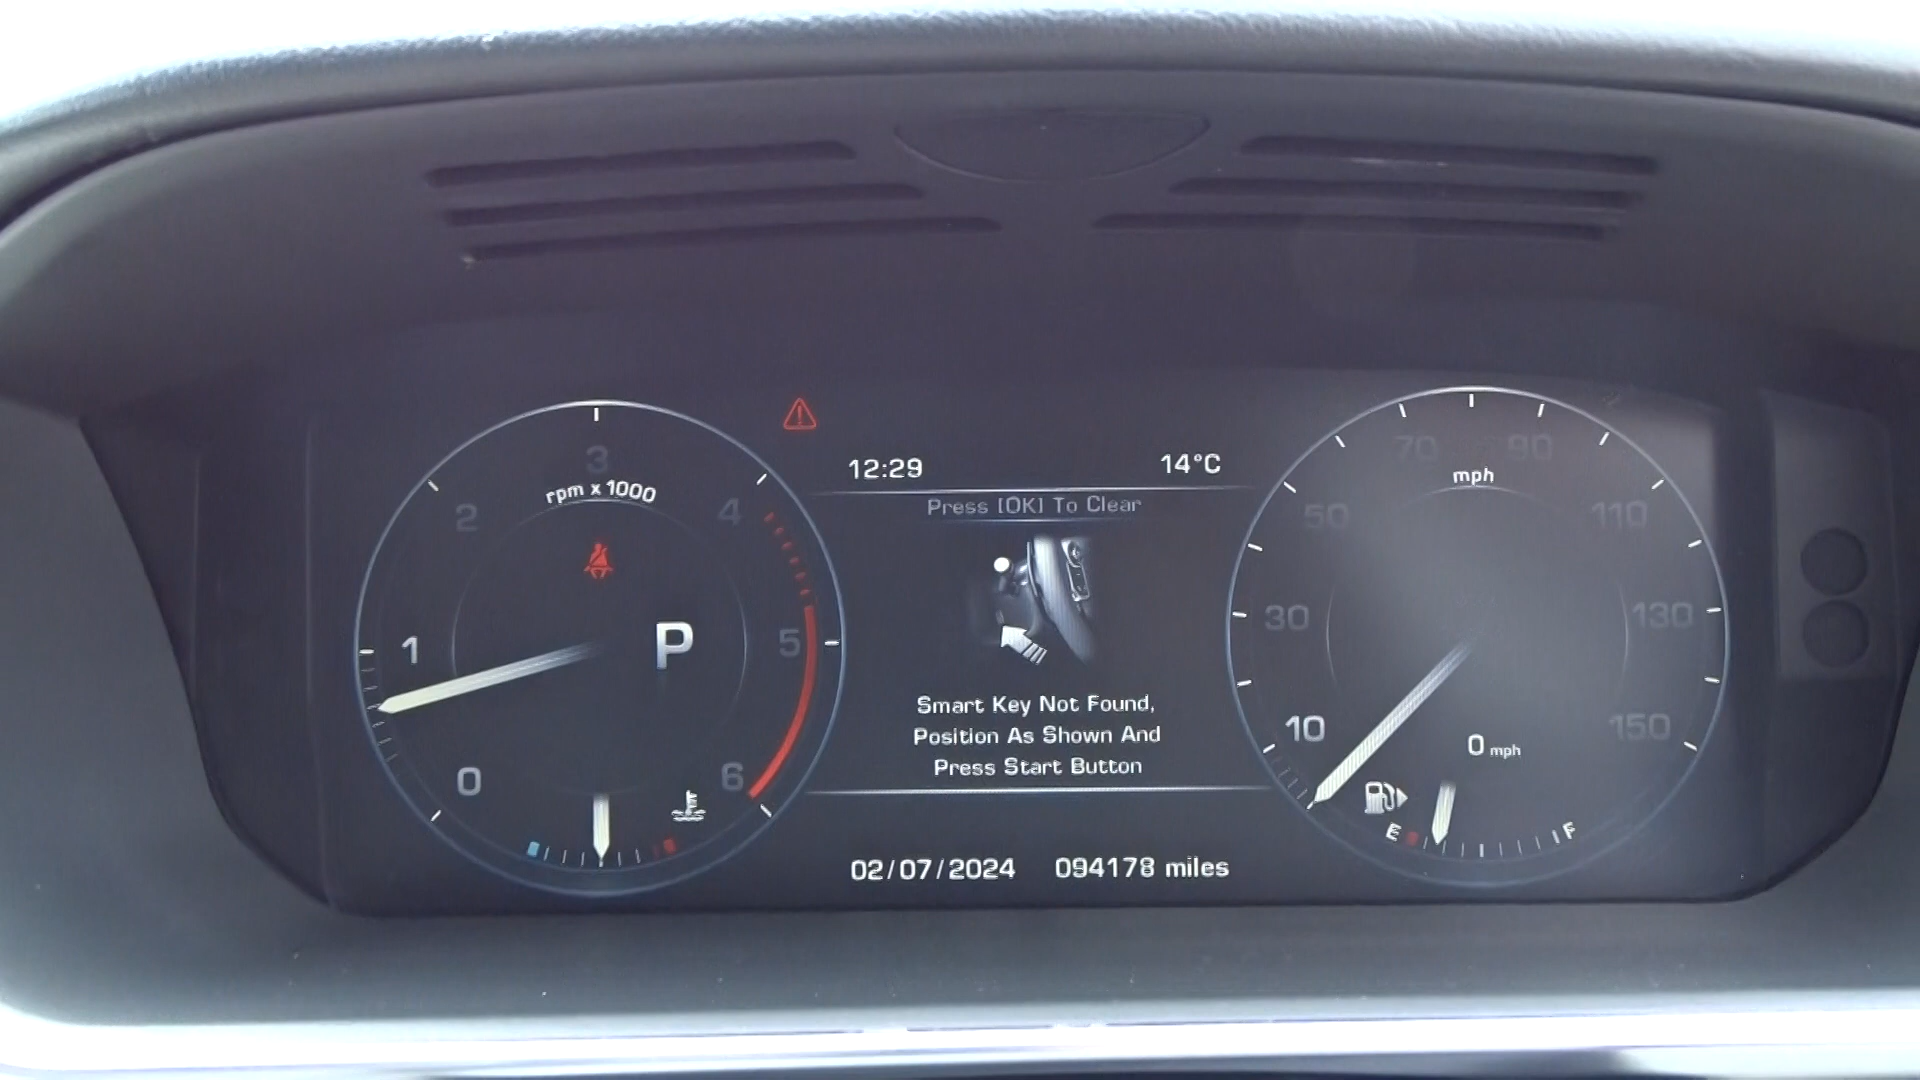 12:29 14°C
Press [OK] To Clear
Smart Key Not Found,
Position As Shown And
Press Start Button
02/07/2024 094178 miles
rpm x 1000
0
1
2
3
4
5
6
P
mph
10
30
50
70
90
110
130
150
0 mph
E F